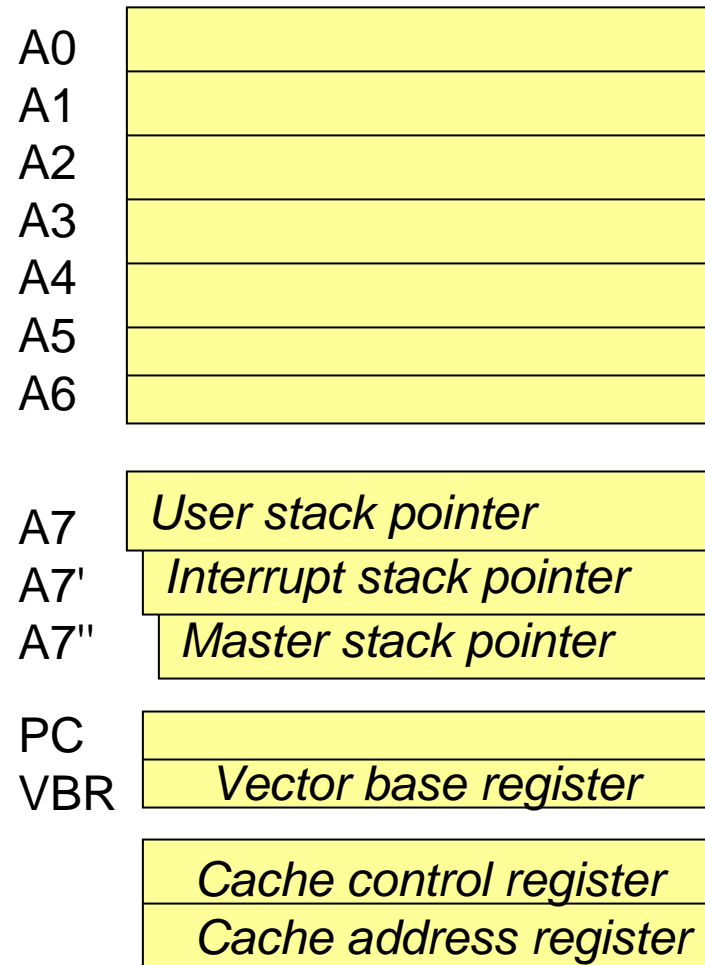 A0
A1
A2
A3
A4
A5
A6
A7 User stack pointer
A7' Interrupt stack pointer
A7" Master stack pointer
PC
VBR Vector base register
Cache control register
Cache address register